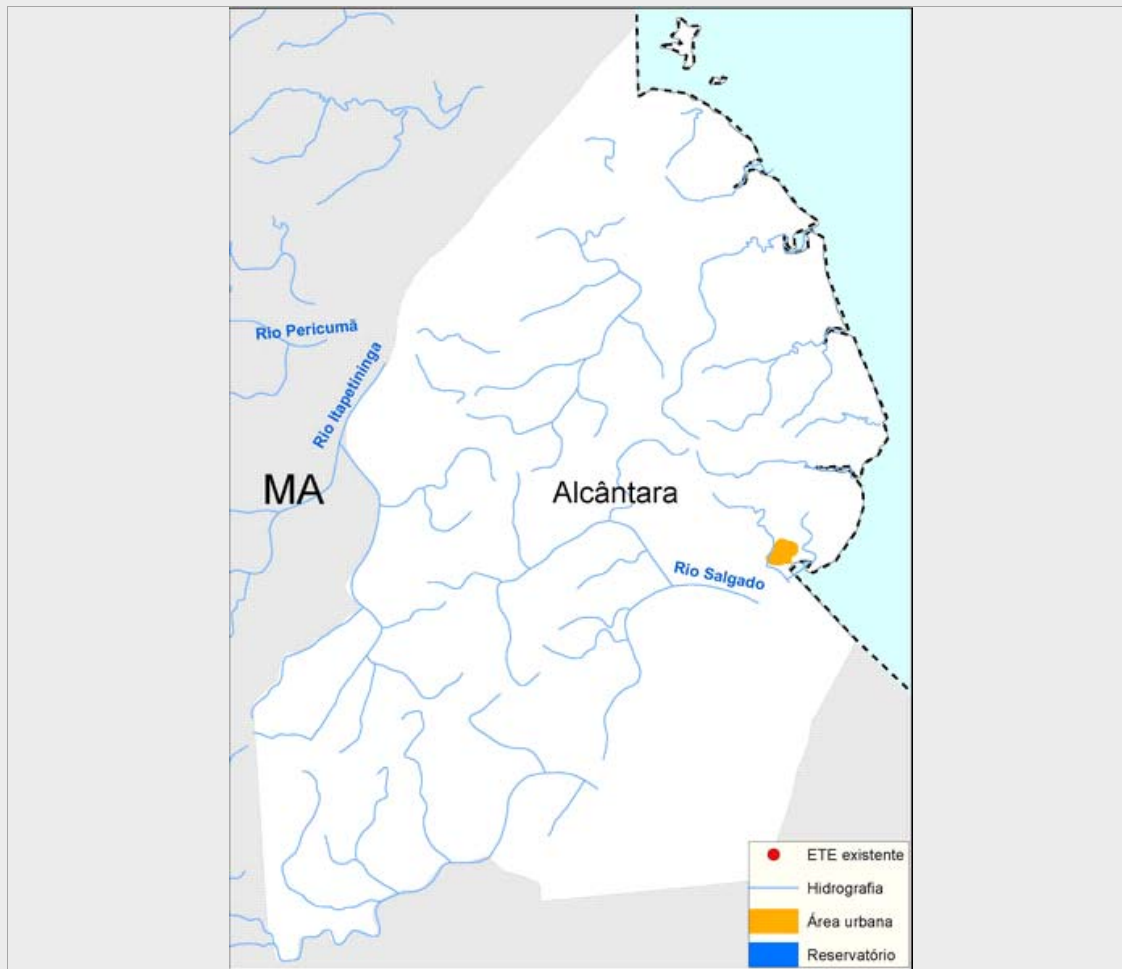 Rio Pericumã
Rio Itapetininga
MA
Alcântara
Rio Salgado
ETE existente
Hidrografia
Área urbana
Reservatório